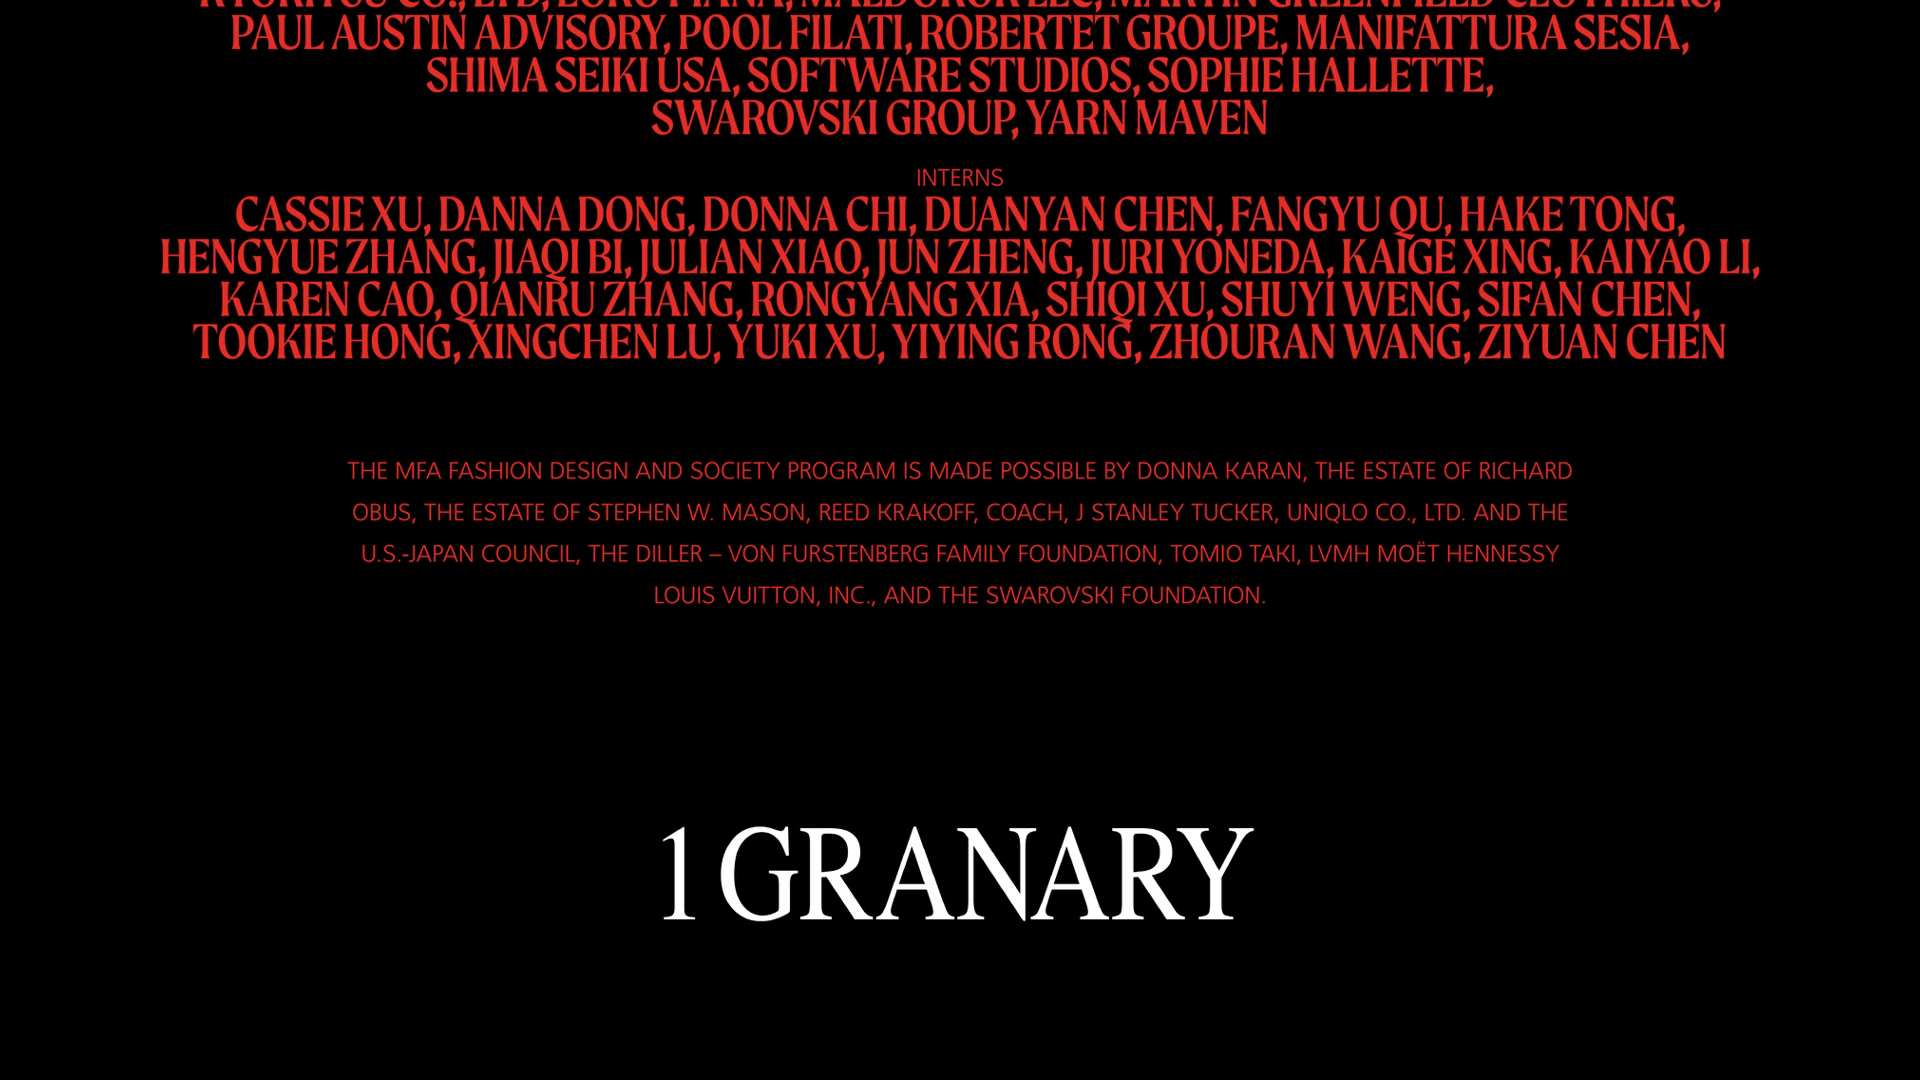 PAUL AUSTIN ADVISORY, POOL FILATI, ROBERTET GROUPE, MANIFATTURA SESIA,
SHIMA SEIKI USA, SOFTWARE STUDIOS, SOPHIE HALLETTE,
SWAROVSKI GROUP, YARN MAVEN
INTERNS
CASSIE XU, DANNA DONG, DONNA CHI, DUANYAN CHEN, FANGYU QU, HAKE TONG,
HENGYUE ZHANG, JIAQI BI, JULIAN XIAO, JUN ZHENG, JURI YONEDA, KAIGE XING, KAIYAO LI,
KAREN CAO, QIANRU ZHANG, RONGYANG XIA, SHIQI XU, SHUYI WENG, SIFAN CHEN,
TOOKIE HONG, XINGCHEN LU, YUKI XU, YIYING RONG, ZHOURAN WANG, ZIYUAN CHEN
THE MFA FASHION DESIGN AND SOCIETY PROGRAM IS MADE POSSIBLE BY DONNA KARAN, THE ESTATE OF RICHARD
OBUS, THE ESTATE OF STEPHEN W. MASON, REED KRAKOFF, COACH, J STANLEY TUCKER, UNIQLO CO., LTD. AND THE
U.S.-JAPAN COUNCIL, THE DILLER – VON FURSTENBERG FAMILY FOUNDATION, TOMIO TAKI, LVMH MOËT HENNESSY
LOUIS VUITTON, INC., AND THE SWAROVSKI FOUNDATION.
1 GRANARY